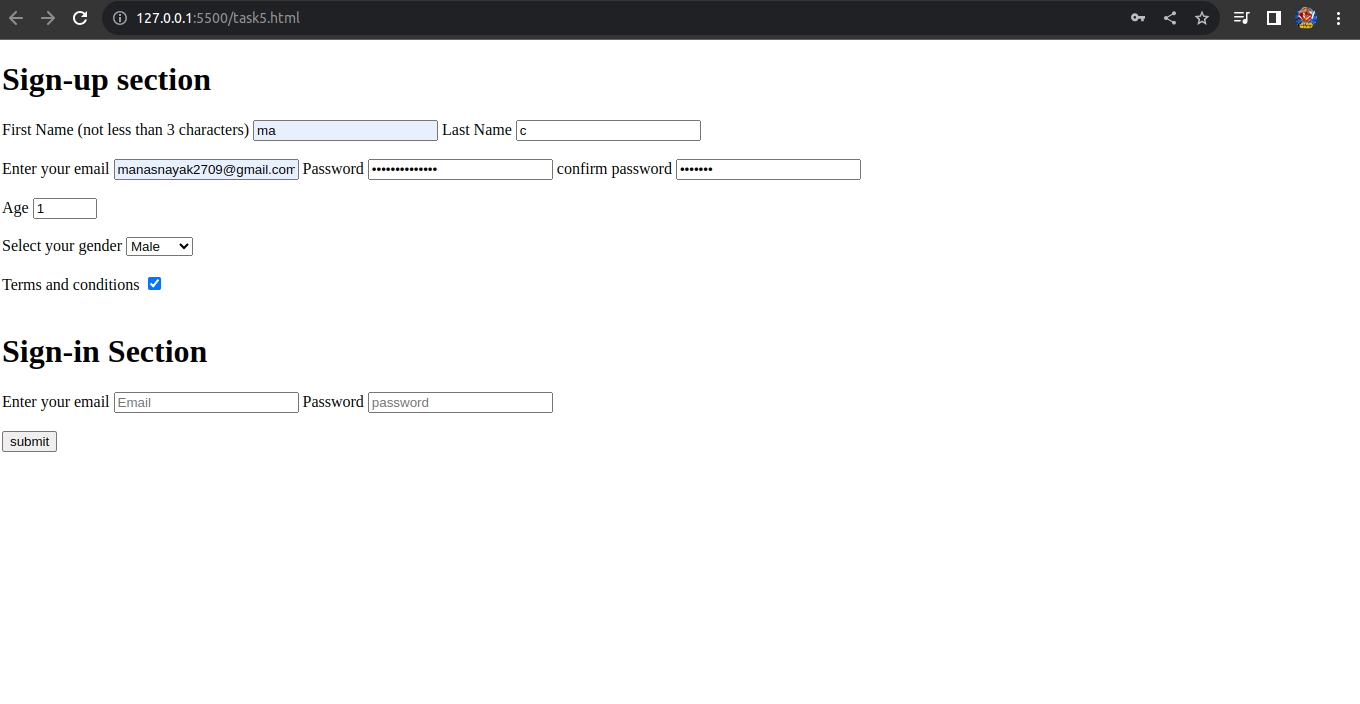 127.0.0.1:5500/task5.html
Sign-up section
First Name (not less than 3 characters) ma Last Name c
Enter your email manasnayak2709@gmail.com Password •••••••••••••• confirm password •••••••
Age 1
Select your gender Male
Terms and conditions
Sign-in Section
Enter your email Email Password password
submit